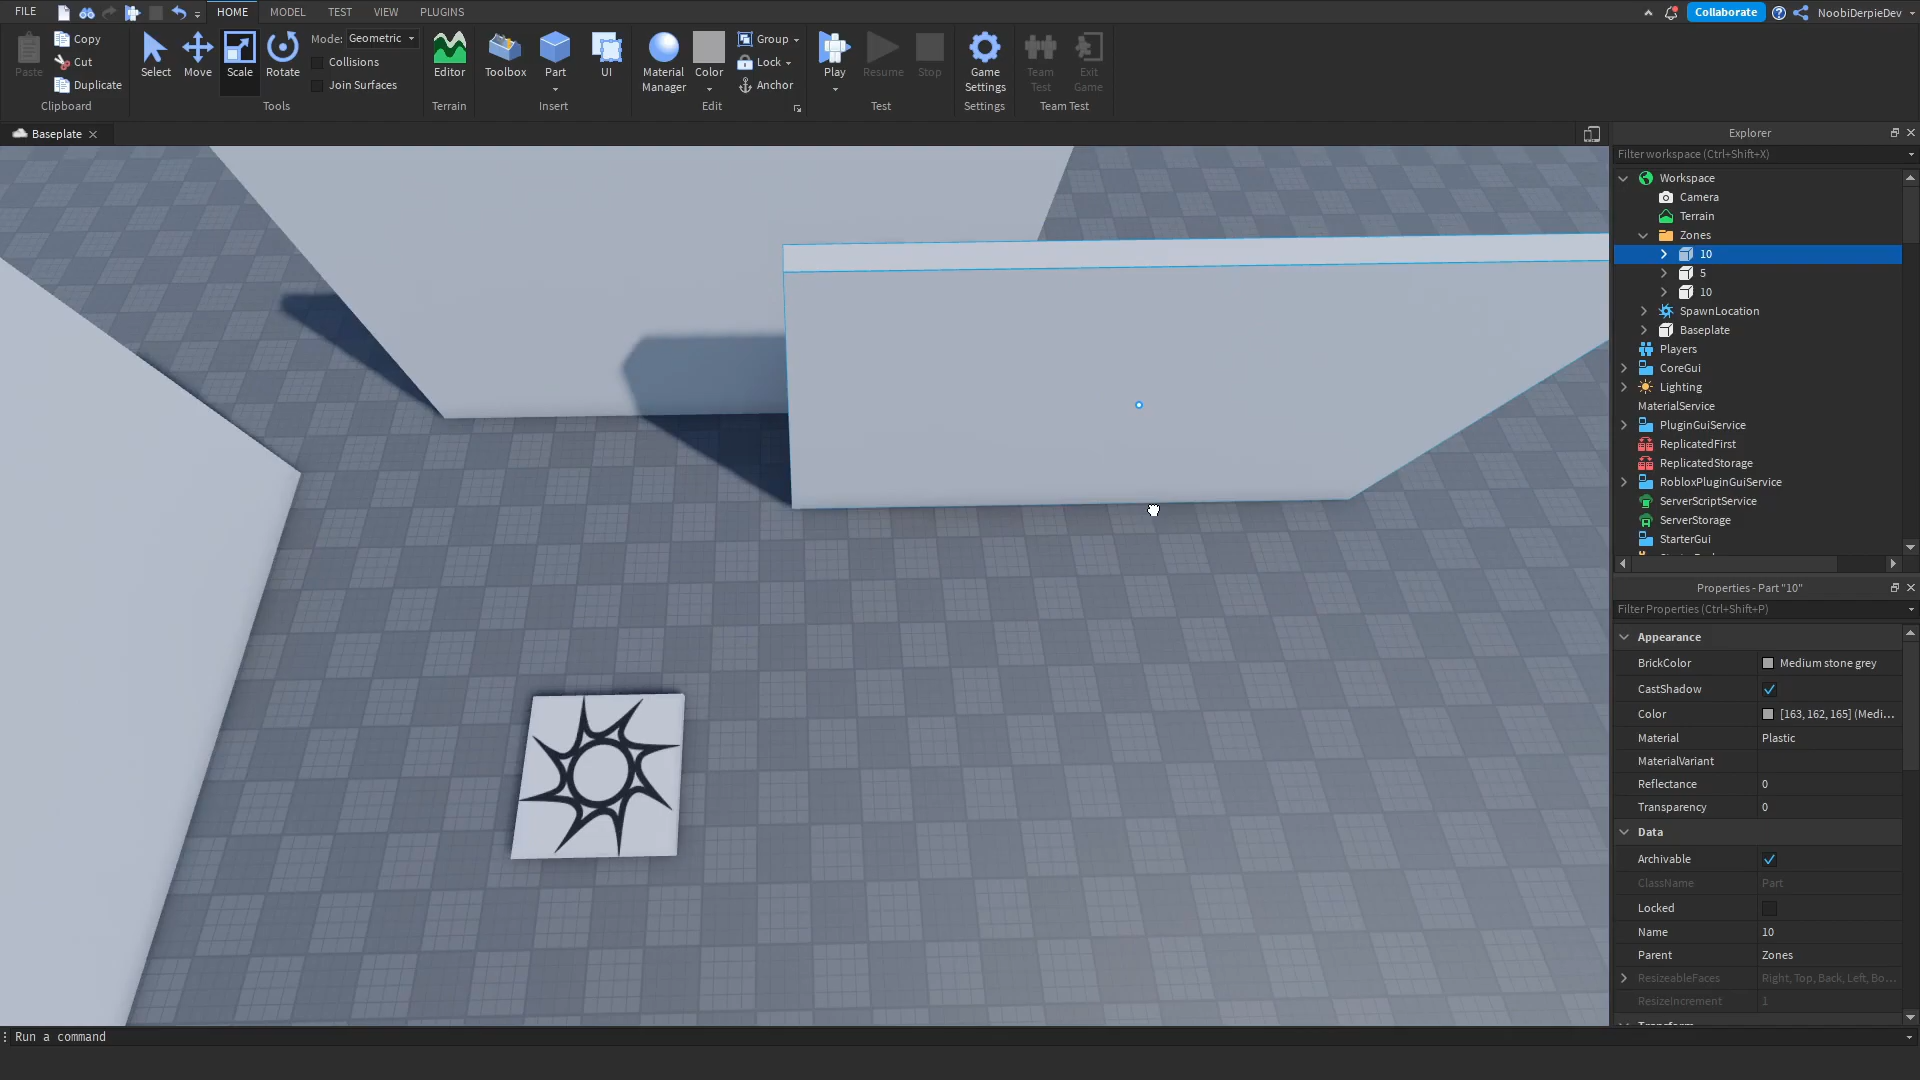 FILE HOME MODEL TEST VIEW PLUGINS Collaborate NoobiDerpieDev
Paste Copy Cut Duplicate Clipboard
Select Move Scale Rotate Mode: Geometric Collisions Join Surfaces Tools
Editor Terrain
Toolbox Part UI Insert
Material Manager Color Group Lock Anchor Edit
Play Resume Stop Test
Game Settings Settings
Team Test Exit Game Team Test
Baseplate
Explorer
Filter workspace (Ctrl+Shift+X)
Workspace
Camera
Terrain
Zones
10
5
10
SpawnLocation
Baseplate
Players
CoreGui
Lighting
MaterialService
PluginGuiService
ReplicatedFirst
ReplicatedStorage
RobloxPluginGuiService
ServerScriptService
ServerStorage
StarterGui
Properties - Part "10"
Filter Properties (Ctrl+Shift+P)
Appearance
BrickColor Medium stone grey
CastShadow
Color [163, 162, 165] (Medi...
Material Plastic
MaterialVariant
Reflectance 0
Transparency 0
Data
Archivable
ClassName Part
Locked
Name 10
Parent Zones
ResizeableFaces Right, Top, Back, Left, Bo...
ResizeIncrement 1
Run a command